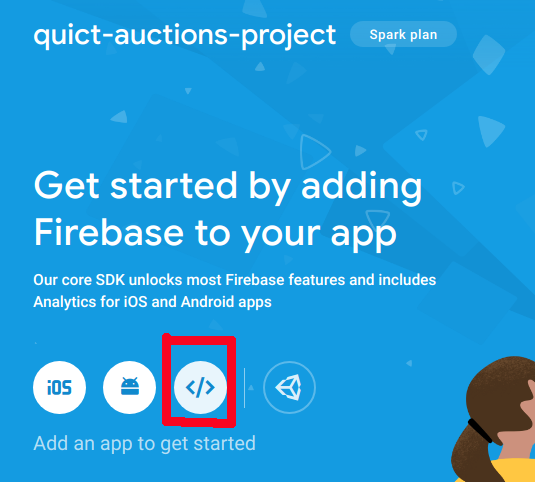 quict-auctions-project Spark plan
Get started by adding
Firebase to your app
Our core SDK unlocks most Firebase features and includes
Analytics for iOS and Android apps
iOS </>
Add an app to get started